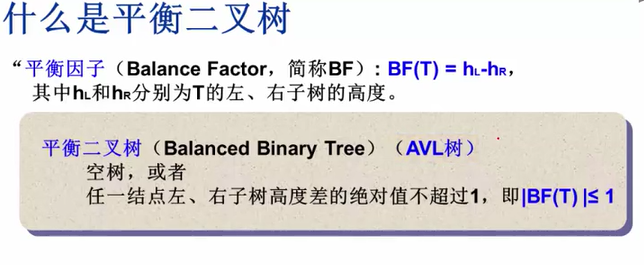 什么是平衡二叉树
“平衡因子（Balance Factor，简称BF）: BF(T) = hL-hR，
其中hL和hR分别为T的左、右子树的高度。
平衡二叉树（Balanced Binary Tree）（AVL树）
空树，或者
任一结点左、右子树高度差的绝对值不超过1，即|BF(T) |≤ 1